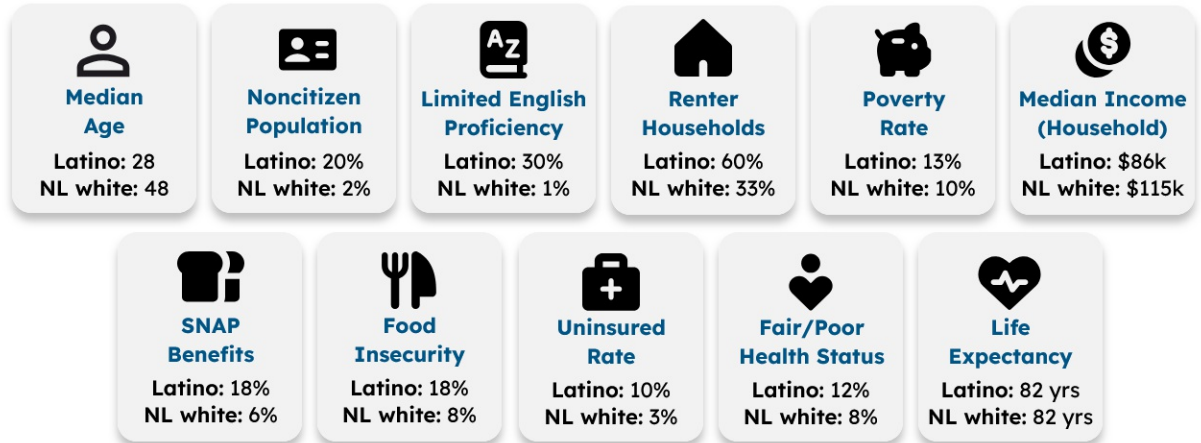 AZ
Median
Age
Latino: 28
NL white: 48
Noncitizen
Population
Latino: 20%
NL white: 2%
Limited English
Proficiency
Latino: 30%
NL white: 1%
Renter
Households
Latino: 60%
NL white: 33%
Poverty
Rate
Latino: 13%
NL white: 10%
$
Median Income
(Household)
Latino: $86k
NL white: $115k
SNAP
Benefits
Latino: 18%
NL white: 6%
Food
Insecurity
Latino: 18%
NL white: 8%
Uninsured
Rate
Latino: 10%
NL white: 3%
Fair/Poor
Health Status
Latino: 12%
NL white: 8%
Life
Expectancy
Latino: 82 yrs
NL white: 82 yrs